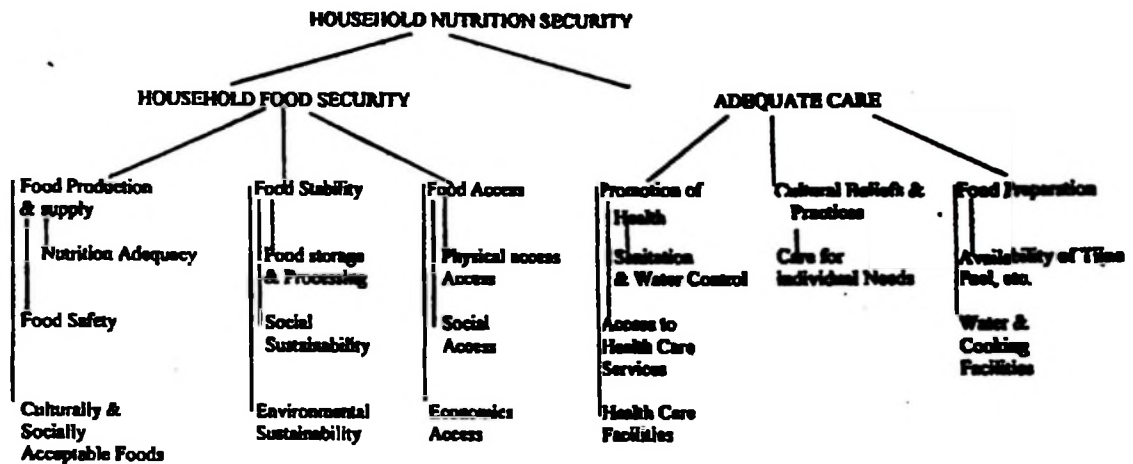 HOUSEHOLD NUTRITION SECURITY
HOUSEHOLD FOOD SECURITY
ADEQUATE CARE
Food Production
& supply
Nutrition Adequacy
Food Safety
Culturally &
Socially
Acceptable Foods
Food Stability
Food storage
& Processing
Social
Sustainability
Environmental
Sustainability
Food Access
Physical access
Access
Social
Access
Economics
Access
Promotion of
Health
Sanitation
& Water Control
Access to
Health Care
Services
Health Care
Facilities
Cultural Beliefs &
Practices
Care for
individual Needs
Food Preparation
Availability of Time
Fuel, etc.
Water &
Cooking
Facilities